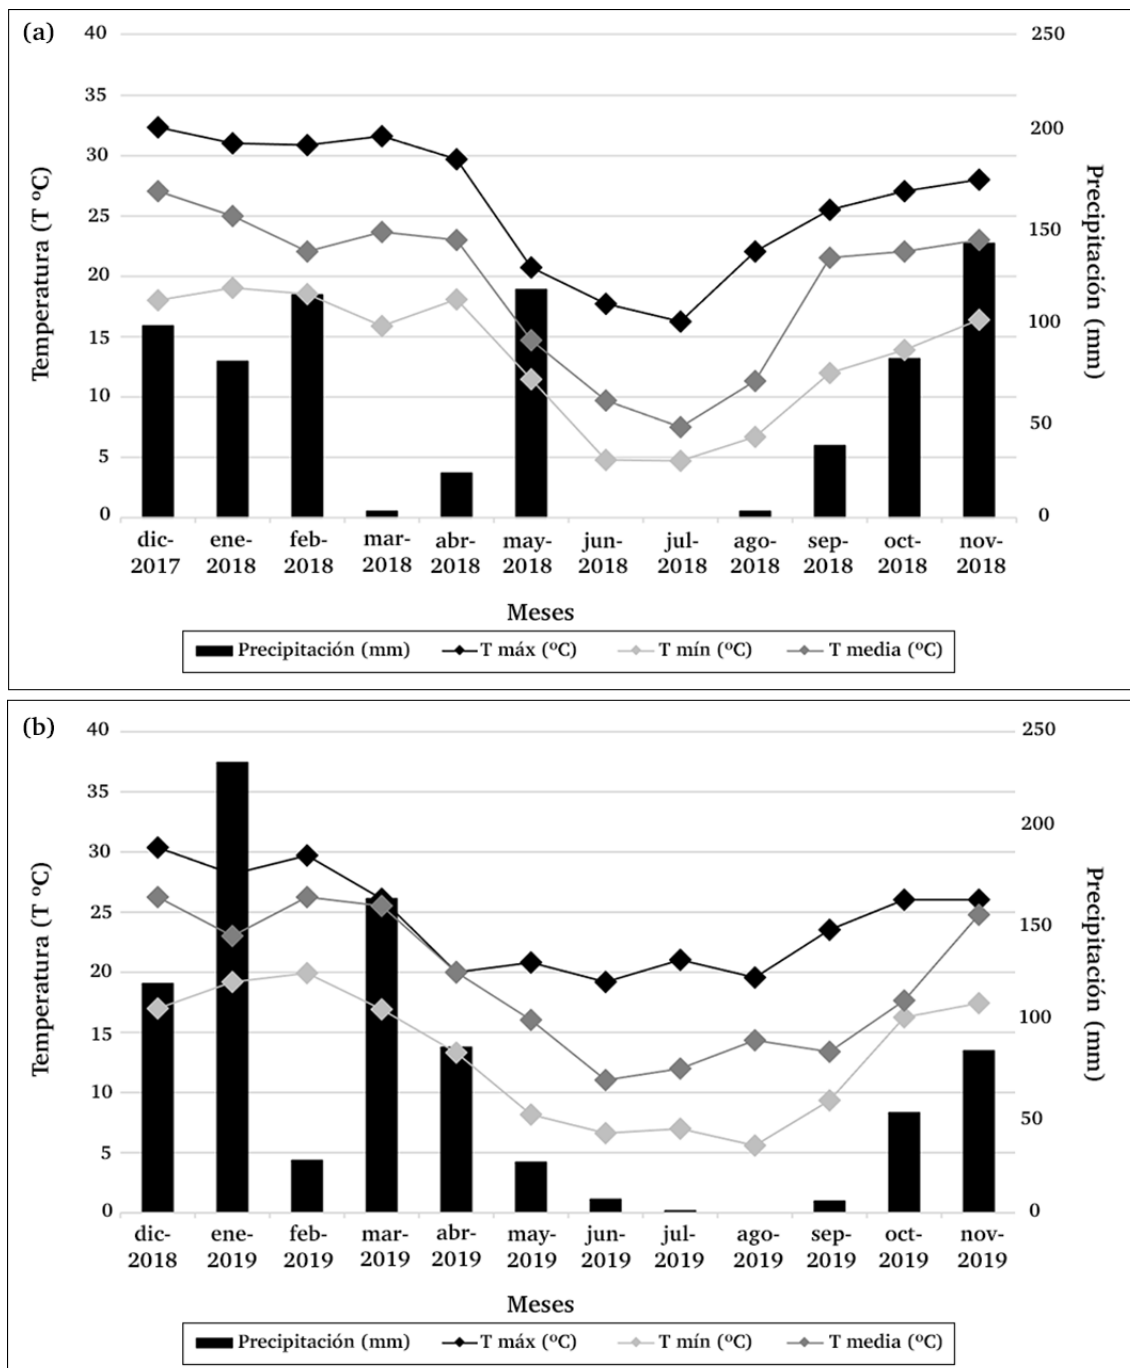 (a)
40
35
30
25
20
15
10
5
0
Temperatura (T ºC)
250
200
150
100
50
0
Precipitación (mm)
dic-2017
ene-2018
feb-2018
mar-2018
abr-2018
may-2018
jun-2018
jul-2018
ago-2018
sep-2018
oct-2018
nov-2018
Meses
Precipitación (mm) T máx (ºC) T mín (ºC) T media (ºC)
(b)
40
35
30
25
20
15
10
5
0
Temperatura (T ºC)
250
200
150
100
50
0
Precipitación (mm)
dic-2018
ene-2019
feb-2019
mar-2019
abr-2019
may-2019
jun-2019
jul-2019
ago-2019
sep-2019
oct-2019
nov-2019
Meses
Precipitación (mm) T máx (ºC) T mín (ºC) T media (ºC)